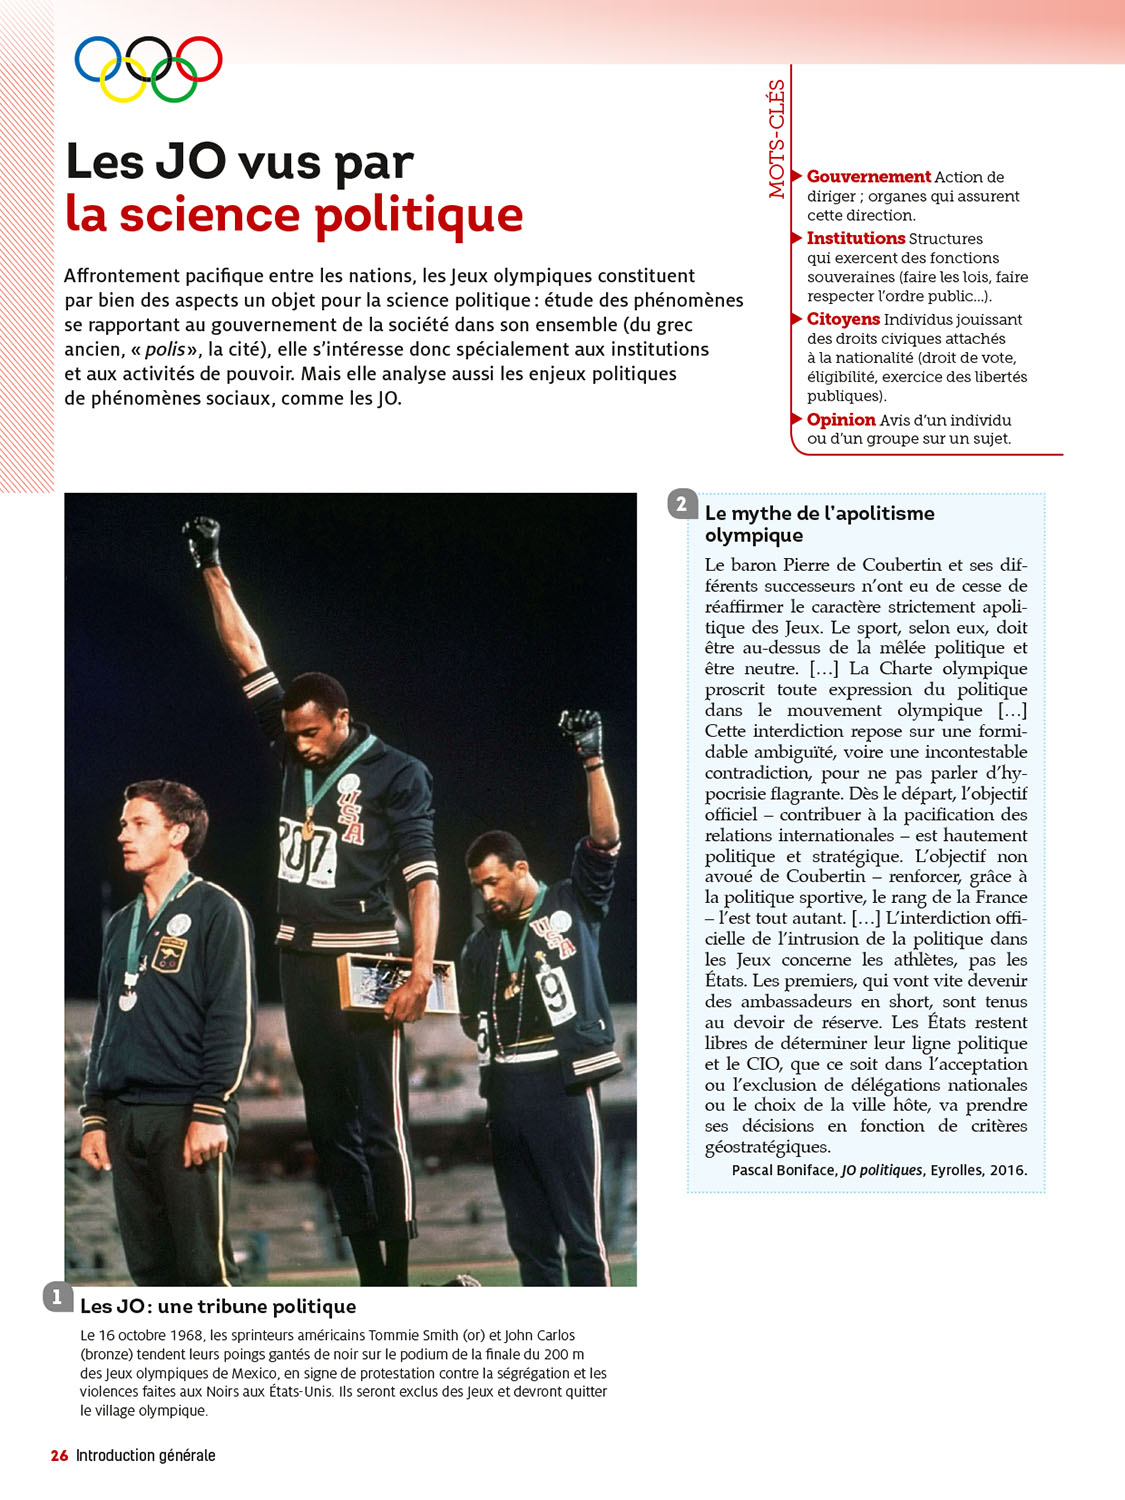 Les JO vus par
la science politique
Affrontement pacifique entre les nations, les Jeux olympiques constituent
par bien des aspects un objet pour la science politique : étude des phénomènes
se rapportant au gouvernement de la société dans son ensemble (du grec
ancien, « polis », la cité), elle s’intéresse donc spécialement aux institutions
et aux activités de pouvoir. Mais elle analyse aussi les enjeux politiques
de phénomènes sociaux, comme les JO.
MOTS-CLÉS
Gouvernement Action de
diriger ; organes qui assurent
cette direction.
Institutions Structures
qui exercent des fonctions
souveraines (faire les lois, faire
respecter l’ordre public...).
Citoyens Individus jouissant
des droits civiques attachés
à la nationalité (droit de vote,
éligibilité, exercice des libertés
publiques).
Opinion Avis d’un individu
ou d’un groupe sur un sujet.
USA
307
USA
9
1
Les JO : une tribune politique
Le 16 octobre 1968, les sprinteurs américains Tommie Smith (or) et John Carlos
(bronze) tendent leurs poings gantés de noir sur le podium de la finale du 200 m
des Jeux olympiques de Mexico, en signe de protestation contre la ségrégation et les
violences faites aux Noirs aux États-Unis. Ils seront exclus des Jeux et devront quitter
le village olympique.
2
Le mythe de l’apolitisme
olympique
Le baron Pierre de Coubertin et ses dif-
férents successeurs n’ont eu de cesse de
réaffirmer le caractère strictement apoli-
tique des Jeux. Le sport, selon eux, doit
être au-dessus de la mêlée politique et
être neutre. […] La Charte olympique
proscrit toute expression du politique
dans le mouvement olympique […]
Cette interdiction repose sur une formi-
dable ambiguïté, voire une incontestable
contradiction, pour ne pas parler d’hy-
pocrisie flagrante. Dès le départ, l’objectif
officiel – contribuer à la pacification des
relations internationales – est hautement
politique et stratégique. L’objectif non
avoué de Coubertin – renforcer, grâce à
la politique sportive, le rang de la France
– l’est tout autant. […] L’interdiction offi-
cielle de l’intrusion de la politique dans
les Jeux concerne les athlètes, pas les
États. Les premiers, qui vont vite devenir
des ambassadeurs en short, sont tenus
au devoir de réserve. Les États restent
libres de déterminer leur ligne politique
et le CIO, que ce soit dans l’acceptation
ou l’exclusion de délégations nationales
ou le choix de la ville hôte, va prendre
ses décisions en fonction de critères
géostratégiques.
Pascal Boniface, JO politiques, Eyrolles, 2016.
26 Introduction générale